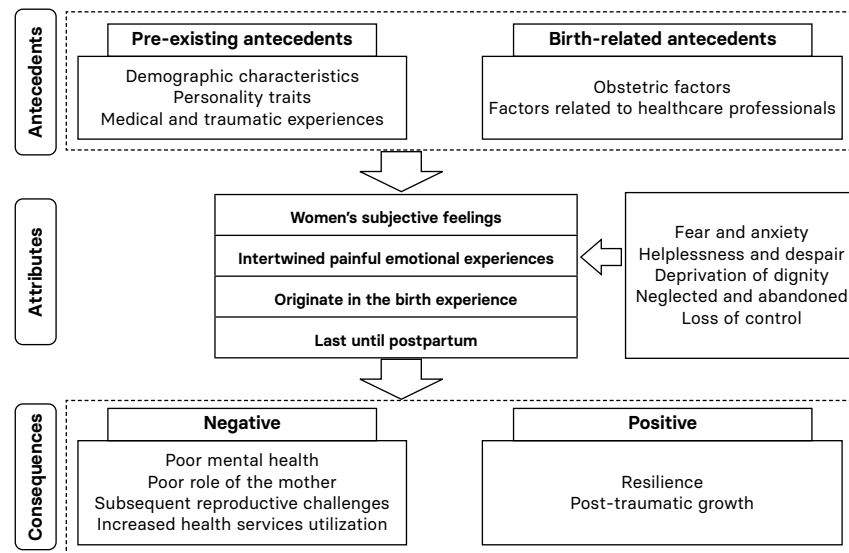 Antecedents
Pre-existing antecedents
Demographic characteristics
Personality traits
Medical and traumatic experiences
Birth-related antecedents
Obstetric factors
Factors related to healthcare professionals
Attributes
Women's subjective feelings
Intertwined painful emotional experiences
Originate in the birth experience
Last until postpartum
Fear and anxiety
Helplessness and despair
Deprivation of dignity
Neglected and abandoned
Loss of control
Consequences
Negative
Poor mental health
Poor role of the mother
Subsequent reproductive challenges
Increased health services utilization
Positive
Resilience
Post-traumatic growth